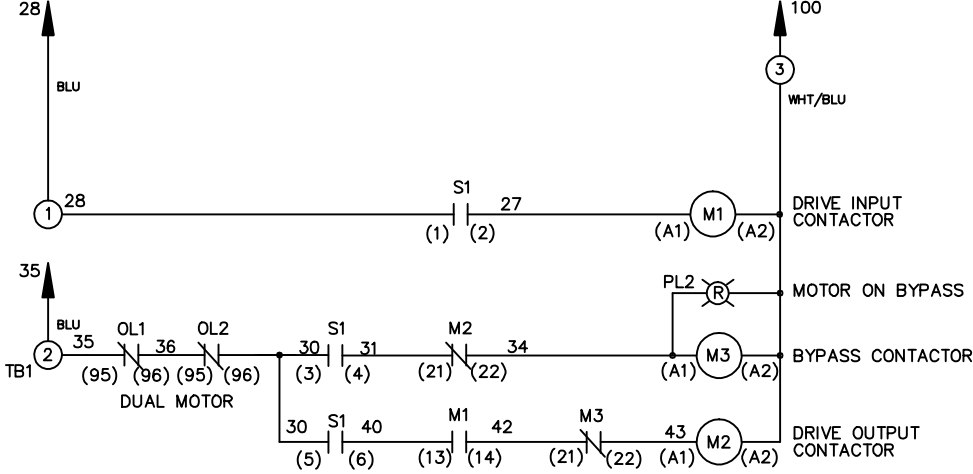 28
100
3
BLU
WHT/BLU
1
28
S1
27
M1
DRIVE INPUT
CONTACTOR
(1)
(2)
(A1)
(A2)
35
PL2
R
MOTOR ON BYPASS
BLU
2
35
OL1
36
OL2
30
S1
31
M2
34
M3
BYPASS CONTACTOR
TB1
(95)
(96)
(95)
(96)
(3)
(4)
(21)
(22)
(A1)
(A2)
DUAL MOTOR
30
S1
40
M1
42
M3
43
M2
DRIVE OUTPUT
CONTACTOR
(5)
(6)
(13)
(14)
(21)
(22)
(A1)
(A2)